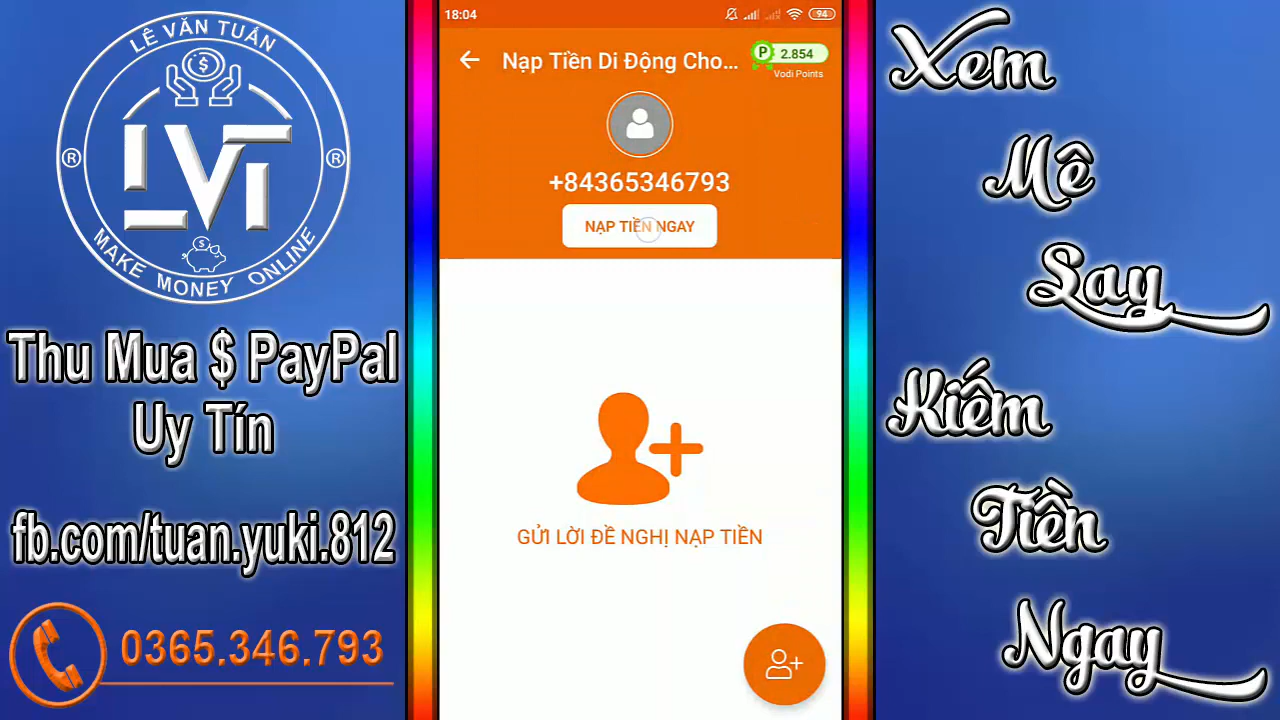 LÊ VĂN TUẤN
LVT
®
®
MAKE MONEY ONLINE
Thu Mua $ PayPal
Uy Tín
fb.com/tuan.yuki.812
0365.346.793
18:04
94
Nạp Tiền Di Động Cho...
P 2.854
Vodi Points
+84365346793
NẠP TIỀN NGAY
GỬI LỜI ĐỀ NGHỊ NẠP TIỀN
Xem
Mê
Say
Kiếm
Tiền
Ngay